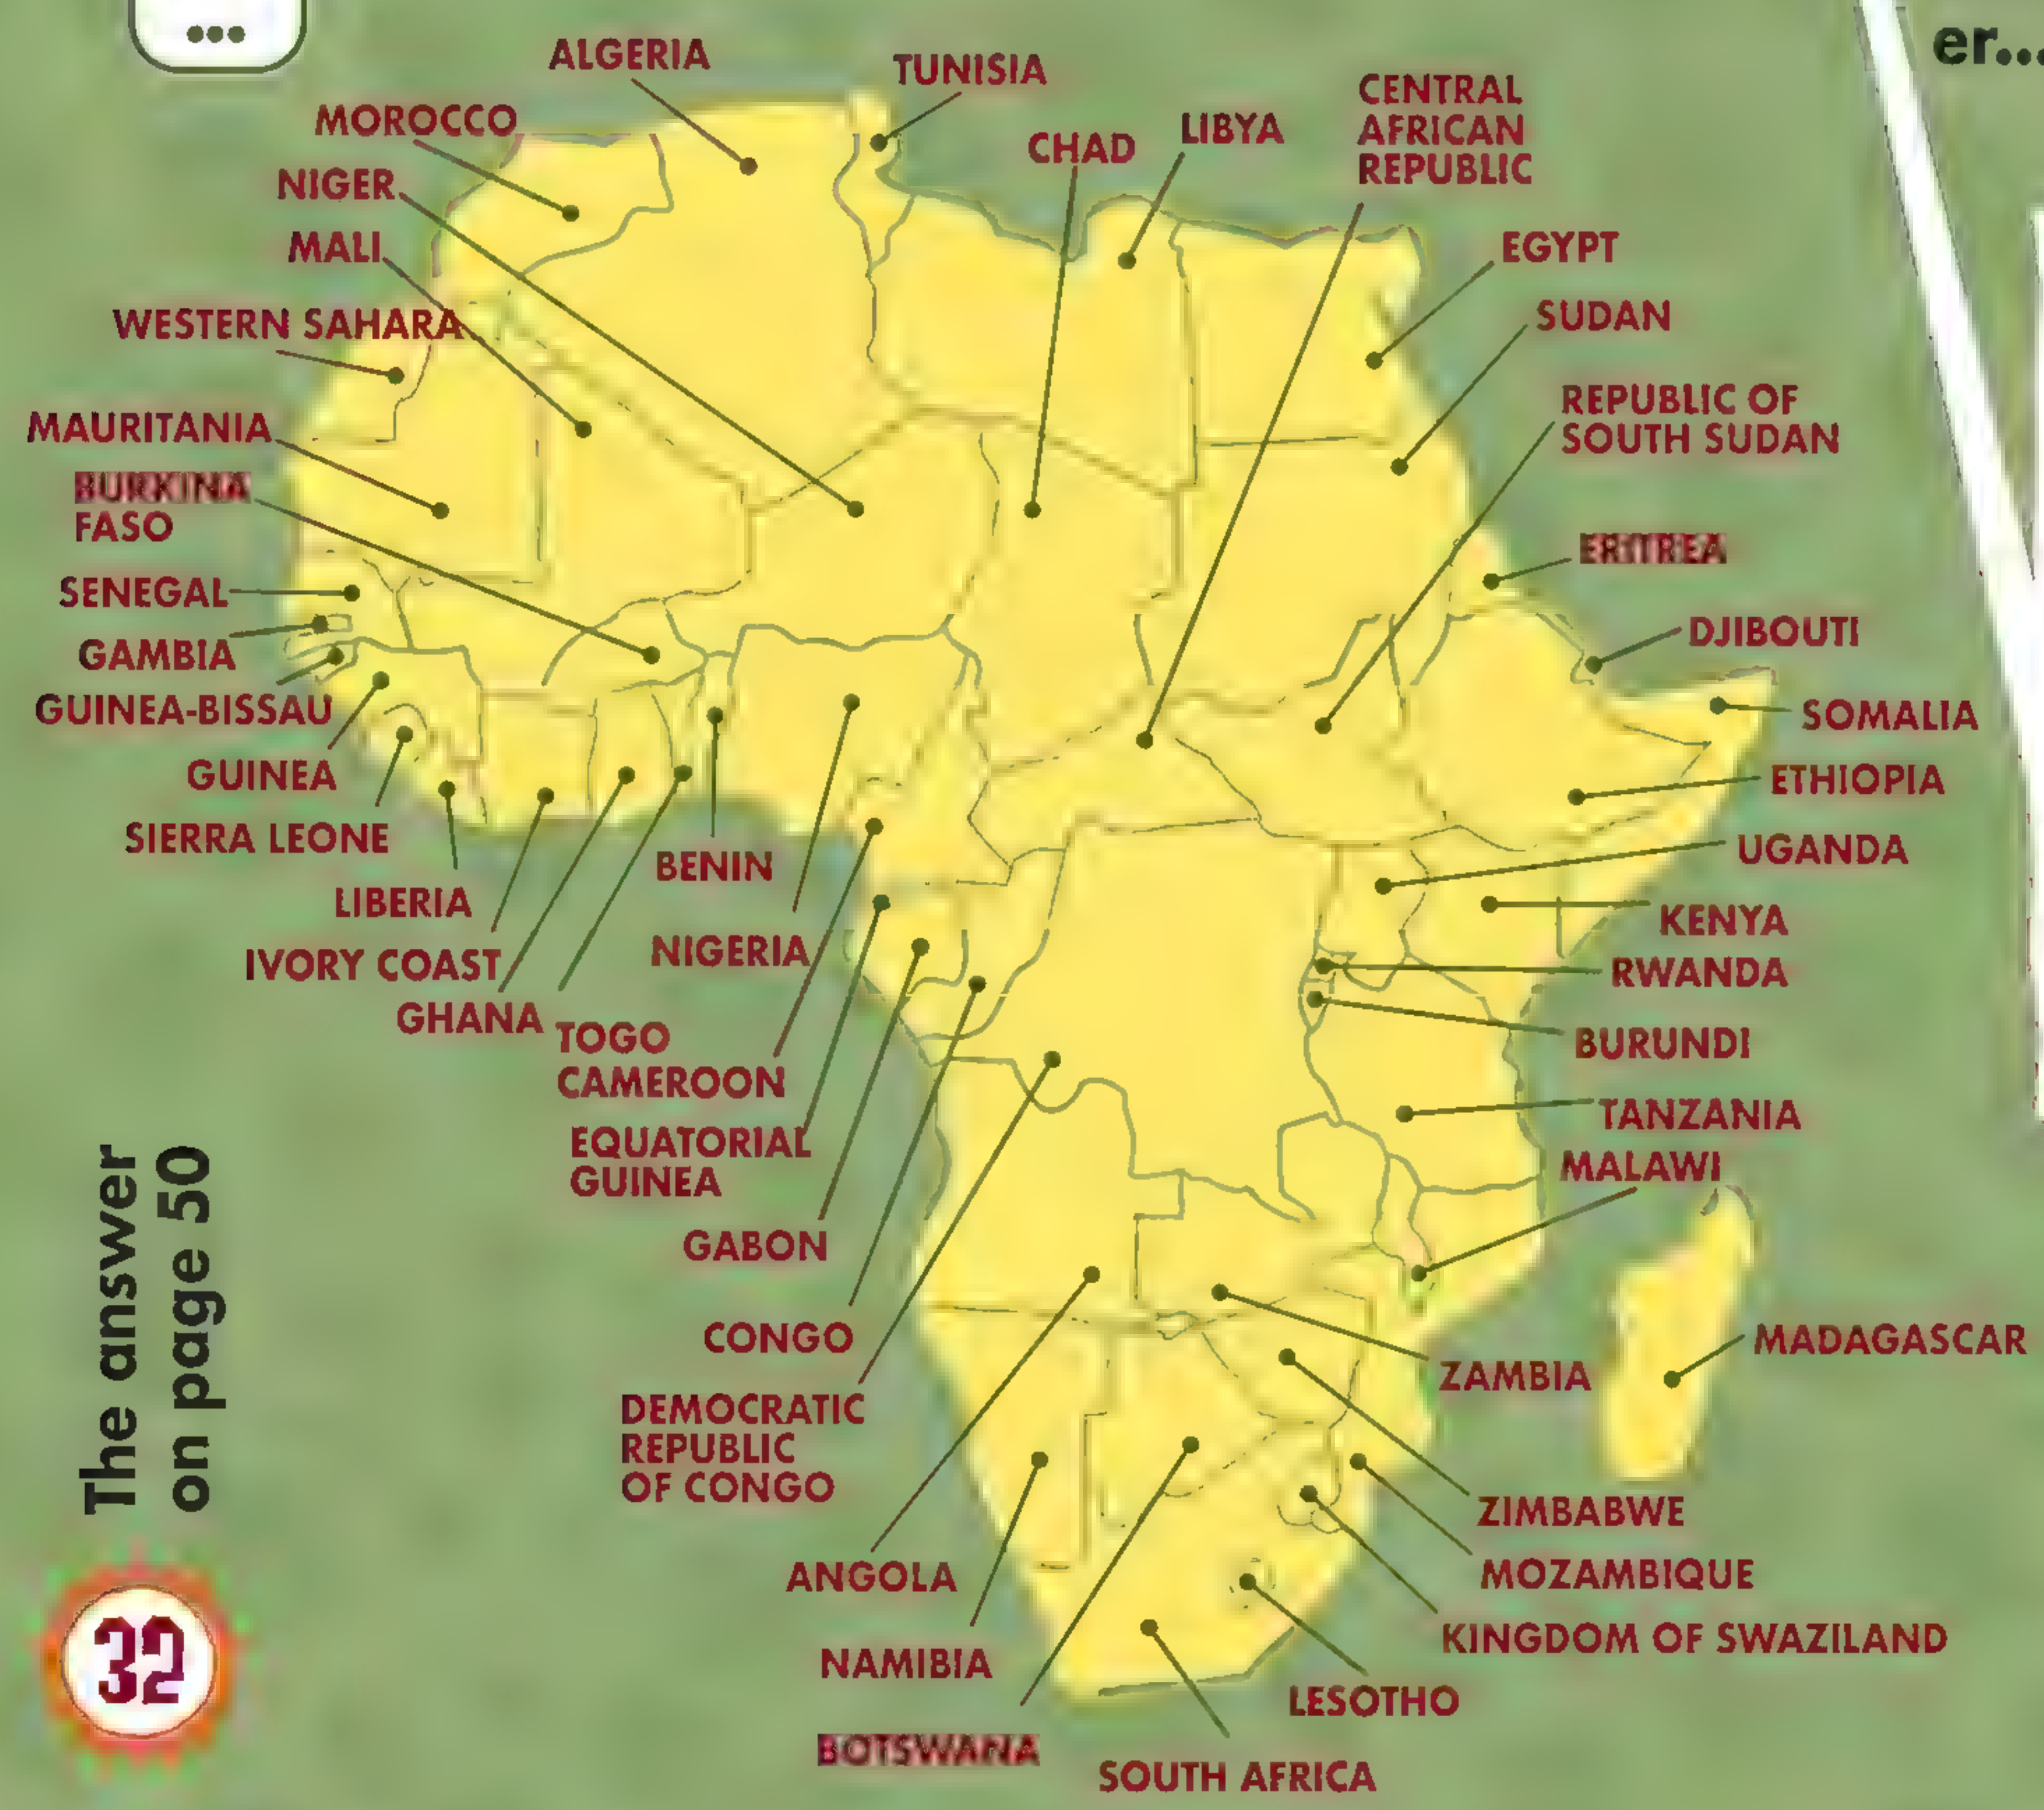 ...
er...
ALGERIA
TUNISIA
CENTRAL
AFRICAN
REPUBLIC
MOROCCO
CHAD
LIBYA
NIGER
MALI
EGYPT
WESTERN SAHARA
SUDAN
MAURITANIA
REPUBLIC OF
SOUTH SUDAN
BURKINA
FASO
ERITREA
SENEGAL
DJIBOUTI
GAMBIA
GUINEA-BISSAU
SOMALIA
GUINEA
ETHIOPIA
SIERRA LEONE
UGANDA
BENIN
LIBERIA
KENYA
NIGERIA
IVORY COAST
RWANDA
GHANA
BURUNDI
TOGO
CAMEROON
TANZANIA
EQUATORIAL
GUINEA
MALAWI
GABON
CONGO
MADAGASCAR
ZAMBIA
DEMOCRATIC
REPUBLIC
OF CONGO
ZIMBABWE
ANGOLA
MOZAMBIQUE
KINGDOM OF SWAZILAND
NAMIBIA
LESOTHO
BOTSWANA
SOUTH AFRICA
The answer
on page 50
32